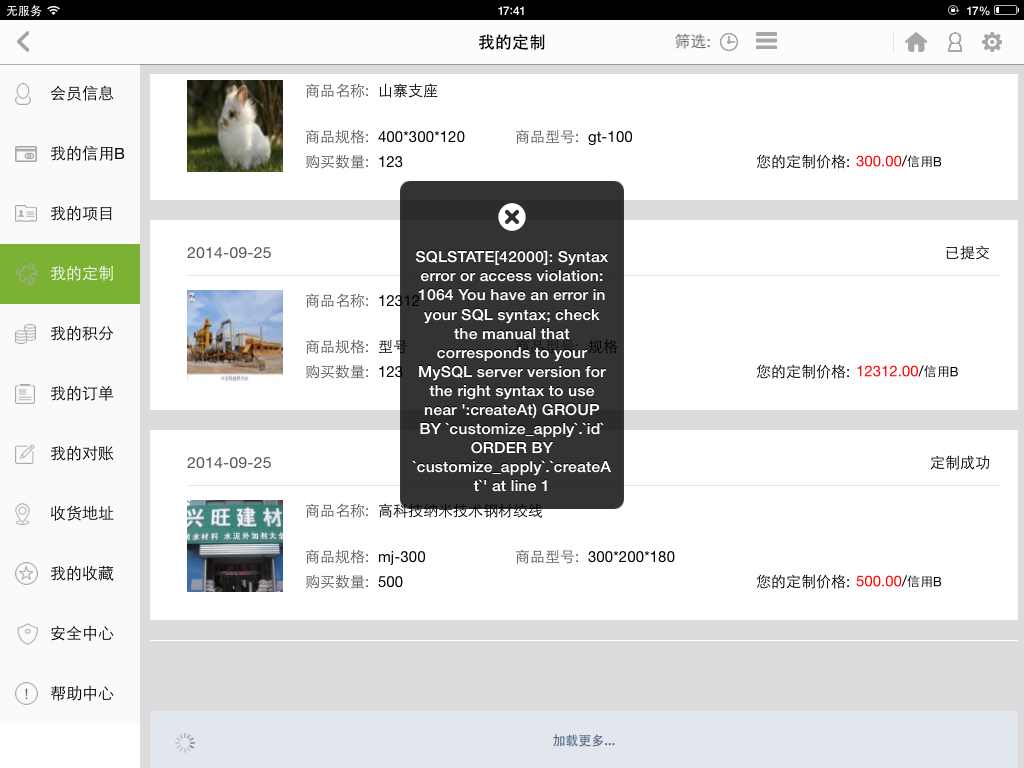 无服务 17:41 17%
我的定制 筛选:
会员信息
我的信用B
我的项目
我的定制
我的积分
我的订单
我的对账
收货地址
我的收藏
安全中心
帮助中心
商品名称: 山寨支座
商品规格: 400*300*120 商品型号: gt-100
购买数量: 123 您的定制价格: 300.00/信用B
2014-09-25 已提交
商品名称: 12312
商品规格: 型号 商品型号: 规格
购买数量: 123 您的定制价格: 12312.00/信用B
2014-09-25 定制成功
兴旺建材
商品名称: 高科技纳米技术钢材绞线
商品规格: mj-300 商品型号: 300*200*180
购买数量: 500 您的定制价格: 500.00/信用B
SQLSTATE[42000]: Syntax
error or access violation:
1064 You have an error in
your SQL syntax; check
the manual that
corresponds to your
MySQL server version for
the right syntax to use
near ':createAt) GROUP
BY `customize_apply`.`id`
ORDER BY
`customize_apply`.`createA
t`' at line 1
加载更多...